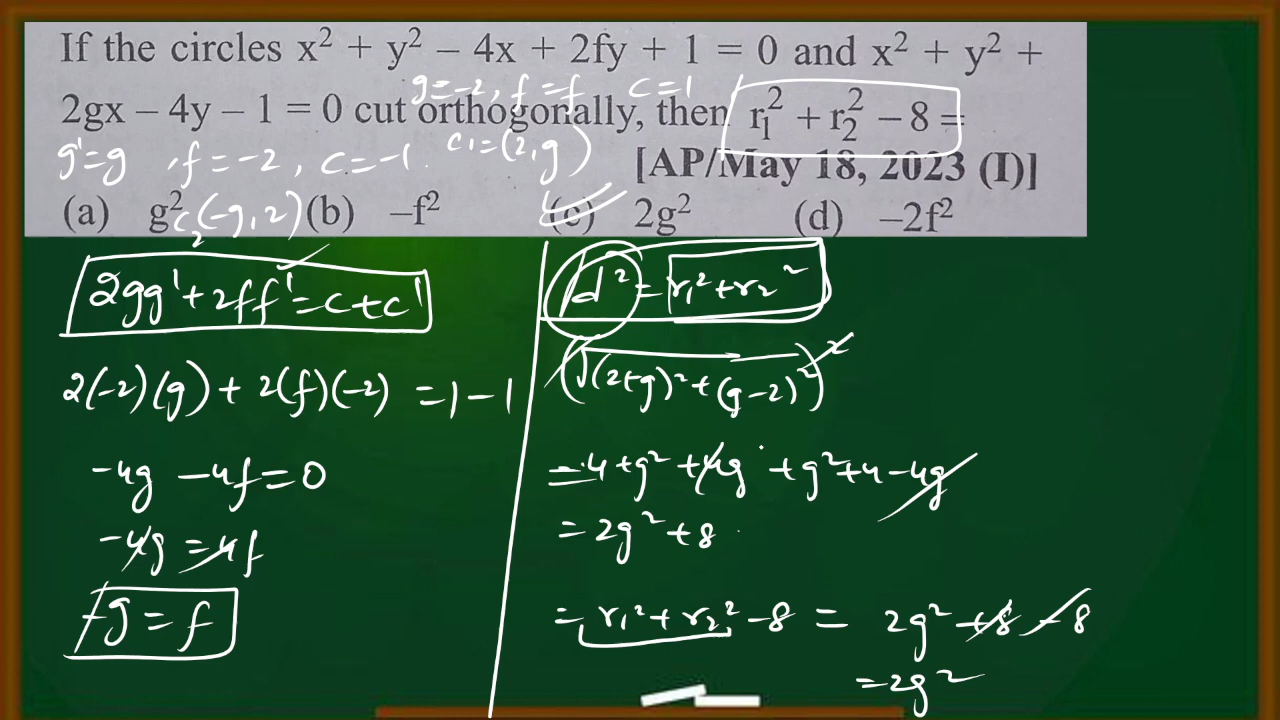 If the circles x² + y² – 4x + 2fy + 1 = 0 and x² + y² +
g=-2, f=f c=1
2gx – 4y – 1 = 0 cut orthogonally, then r₁² + r₂² – 8 =
g'=g , f=-2, c=-1. c₁=(2,g)
[AP/May 18, 2023 (I)]
(a) g² (b) –f² (c) 2g² (d) –2f²
c₂(-g,2)
2gg'+2ff'=c+c'
2(-2)(g)+2(f)(-2) =1-1
-4g -4f=0
-4g =4f
-g=f
d²=r₁²+r₂²
(√(2+g)²+(g-2)²)²
=4+g²+4g+g²+4-4g
=2g²+8
=r₁²+r₂²-8 = 2g²+8-8
=2g²